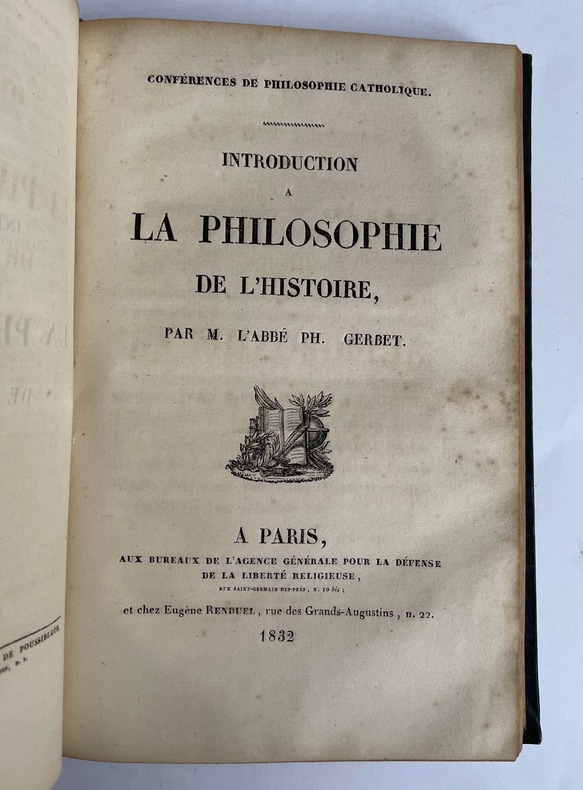 CONFÉRENCES DE PHILOSOPHIE CATHOLIQUE.
INTRODUCTION
A
LA PHILOSOPHIE
DE L'HISTOIRE,
PAR M. L'ABBÉ PH. GERBET.
A PARIS,
AUX BUREAUX DE L'AGENCE GÉNÉRALE POUR LA DÉFENSE
DE LA LIBERTÉ RELIGIEUSE,
RUE SAINT-GERMAIN-DES-PRÉS, N. 10 bis;
et chez Eugène RENDUEL, rue des Grands-Augustins, n. 22.
1832
DE POUSSIELGUE,